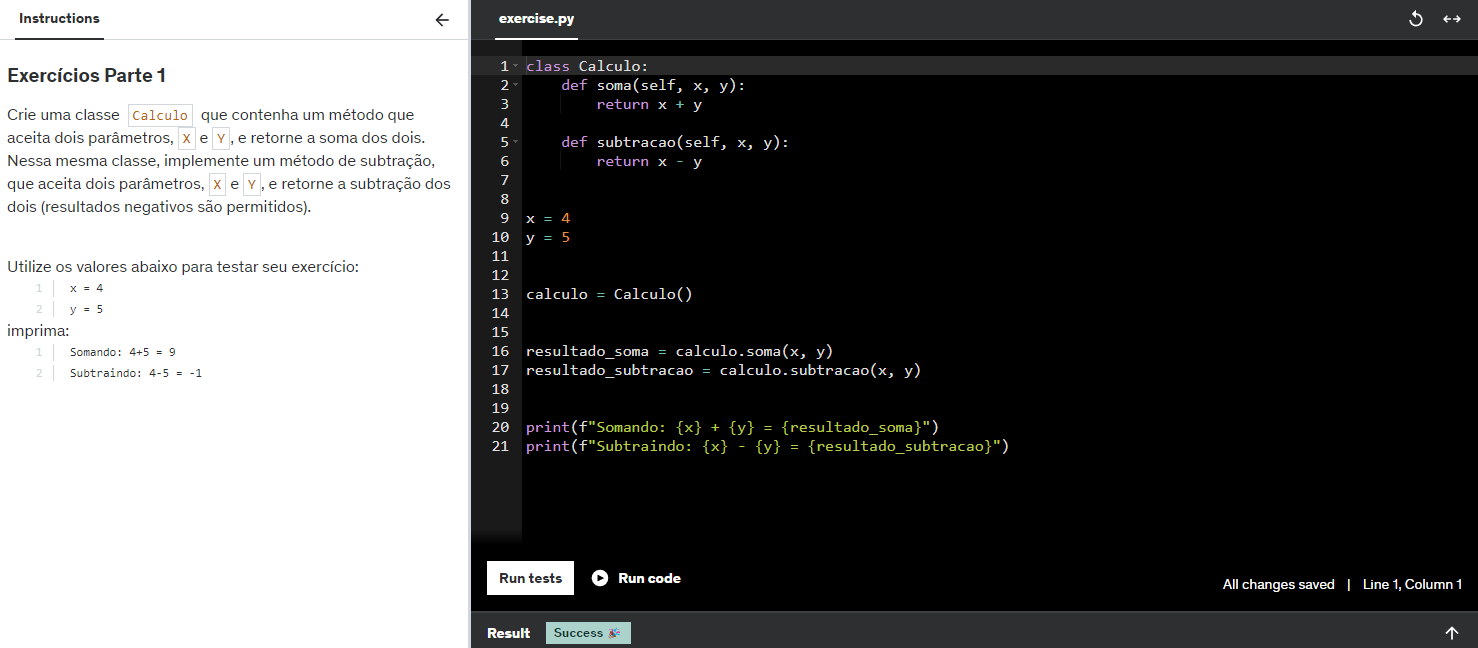 Instructions
Exercícios Parte 1
Crie uma classe Calculo que contenha um método que
aceita dois parâmetros, X e Y, e retorne a soma dos dois.
Nessa mesma classe, implemente um método de subtração,
que aceita dois parâmetros, X e Y, e retorne a subtração dos
dois (resultados negativos são permitidos).
Utilize os valores abaixo para testar seu exercício:
1 x = 4
2 y = 5
imprima:
1 Somando: 4+5 = 9
2 Subtraindo: 4-5 = -1
exercise.py
1 class Calculo:
2     def soma(self, x, y):
3         return x + y
4
5     def subtracao(self, x, y):
6         return x - y
7
8
9 x = 4
10 y = 5
11
12
13 calculo = Calculo()
14
15
16 resultado_soma = calculo.soma(x, y)
17 resultado_subtracao = calculo.subtracao(x, y)
18
19
20 print(f"Somando: {x} + {y} = {resultado_soma}")
21 print(f"Subtraindo: {x} - {y} = {resultado_subtracao}")
Run tests Run code
All changes saved | Line 1, Column 1
Result Success 🎉